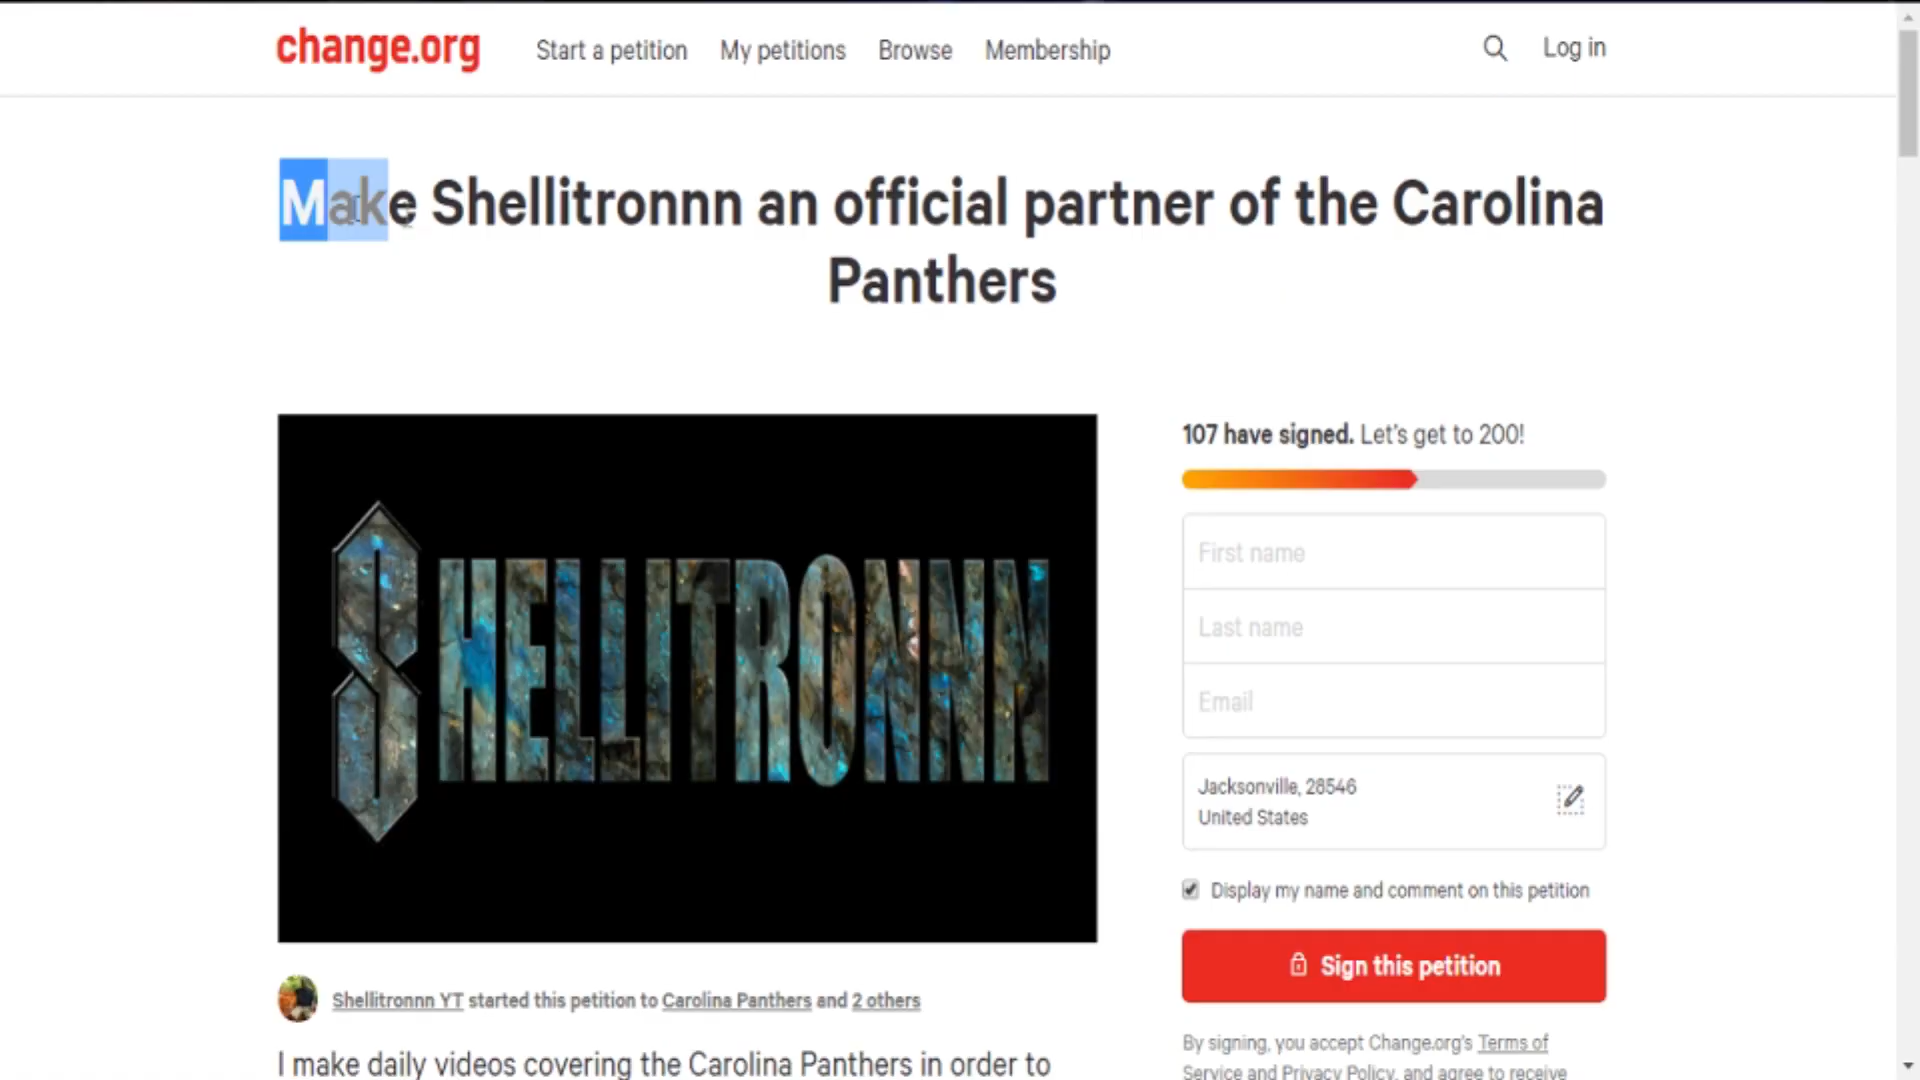 change.org Start a petition My petitions Browse Membership Log in
Make Shellitronnn an official partner of the Carolina
Panthers
SHELLITRONNN
107 have signed. Let's get to 200!
First name
Last name
Email
Jacksonville, 28546
United States
Display my name and comment on this petition
Sign this petition
Shellitronnn YT started this petition to Carolina Panthers and 2 others
I make daily videos covering the Carolina Panthers in order to
By signing, you accept Change.org's Terms of
Service and Privacy Policy, and agree to receive